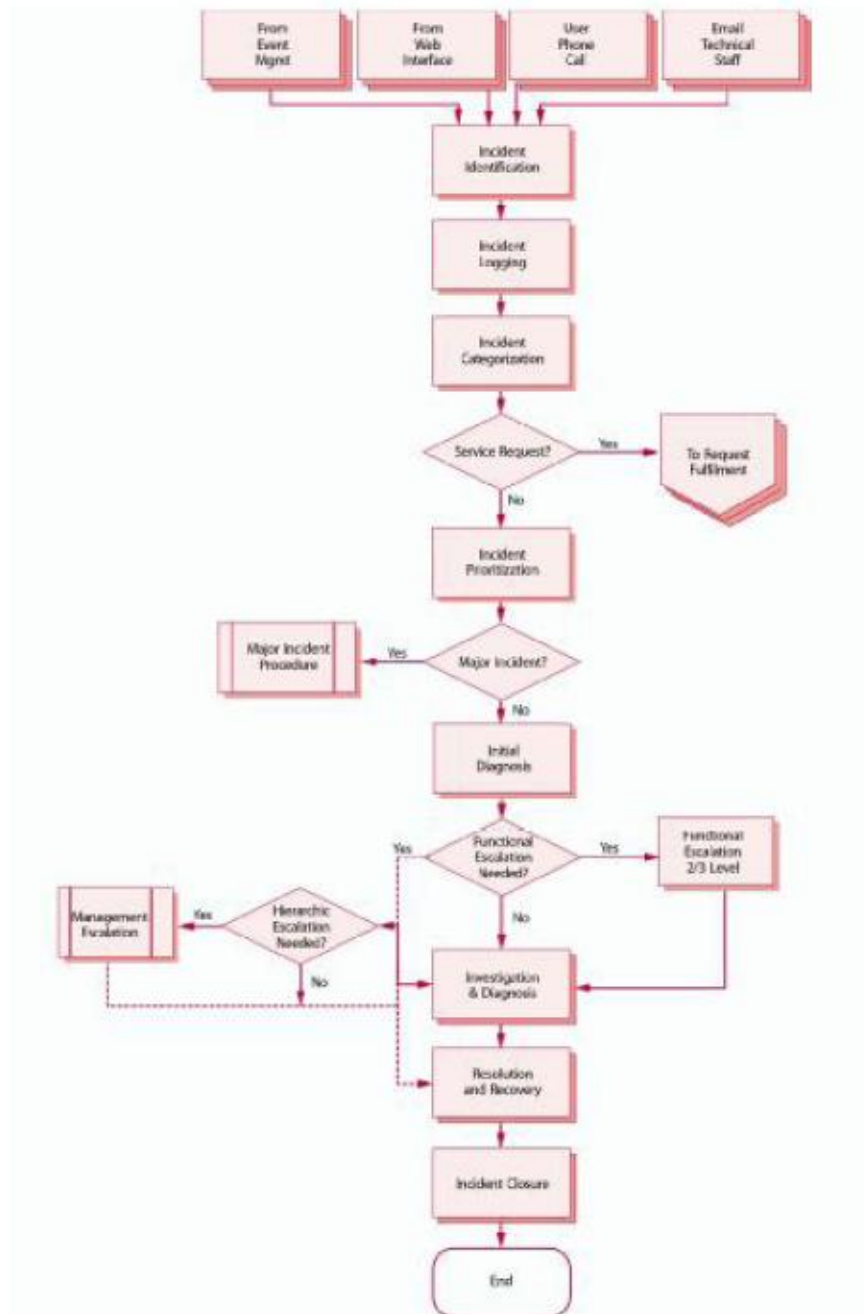 From
Event
Mgmt
From
Web
Interface
User
Phone
Call
Email
Technical
Staff
Incident
Identification
Incident
Logging
Incident
Categorization
Service Request?
Yes
To Request
Fulfilment
No
Incident
Prioritization
Major Incident
Procedure
Yes
Major Incident?
No
Initial
Diagnosis
Yes
Functional
Escalation
Needed?
Yes
Functional
Escalation
2/3 Level
Management
Escalation
Yes
Hierarchic
Escalation
Needed?
No
No
Investigation
& Diagnosis
Resolution
and Recovery
Incident Closure
End